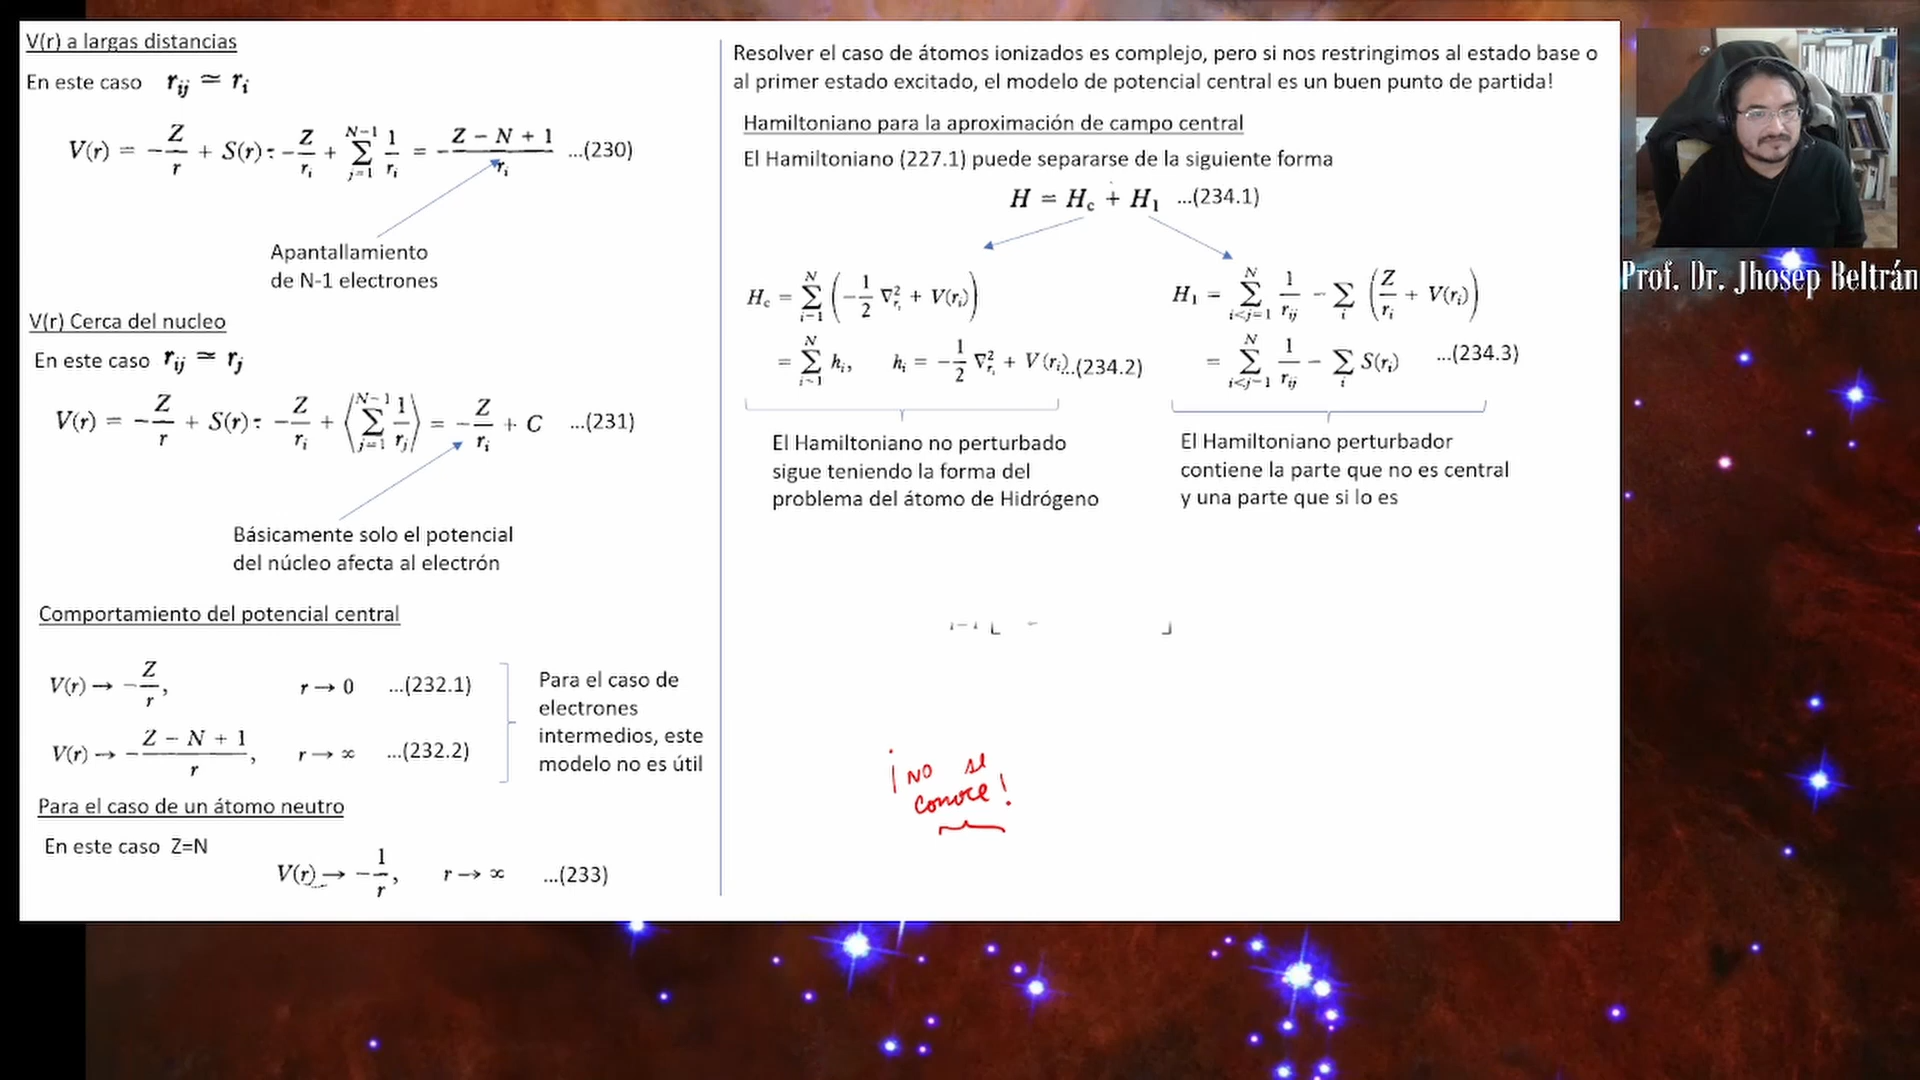 V(r) a largas distancias
En este caso r_ij ≃ r_i
V(r) = -Z/r + S(r) = -Z/r_i + Σ_{j=1}^{N-1} 1/r_i = -(Z - N + 1)/r_i ...(230)
Apantallamiento
de N-1 electrones
V(r) Cerca del nucleo
En este caso r_ij ≃ r_j
V(r) = -Z/r + S(r) = -Z/r_i + ⟨Σ_{j=1}^{N-1} 1/r_j⟩ = -Z/r_i + C ...(231)
Básicamente solo el potencial
del núcleo afecta al electrón
Comportamiento del potencial central
V(r) → -Z/r, r → 0 ...(232.1)
V(r) → -(Z - N + 1)/r, r → ∞ ...(232.2)
Para el caso de
electrones
intermedios, este
modelo no es útil
Para el caso de un átomo neutro
En este caso Z=N
V(r) → -1/r, r → ∞ ...(233)
Resolver el caso de átomos ionizados es complejo, pero si nos restringimos al estado base o
al primer estado excitado, el modelo de potencial central es un buen punto de partida!
Hamiltoniano para la aproximación de campo central
El Hamiltoniano (227.1) puede separarse de la siguiente forma
H = H_c + H_1 ...(234.1)
H_c = Σ_{i=1}^{N} (-1/2 ∇²_{r_i} + V(r_i))
= Σ_{i=1}^{N} h_i, h_i = -1/2 ∇²_{r_i} + V(r_i)...(234.2)
El Hamiltoniano no perturbado
sigue teniendo la forma del
problema del átomo de Hidrógeno
H_1 = Σ_{i<j=1}^{N} 1/r_ij - Σ_i (Z/r_i + V(r_i))
= Σ_{i<j=1}^{N} 1/r_ij - Σ_i S(r_i) ...(234.3)
El Hamiltoniano perturbador
contiene la parte que no es central
y una parte que si lo es
¡NO se
conoce!
Prof. Dr. Jhosep Beltrán